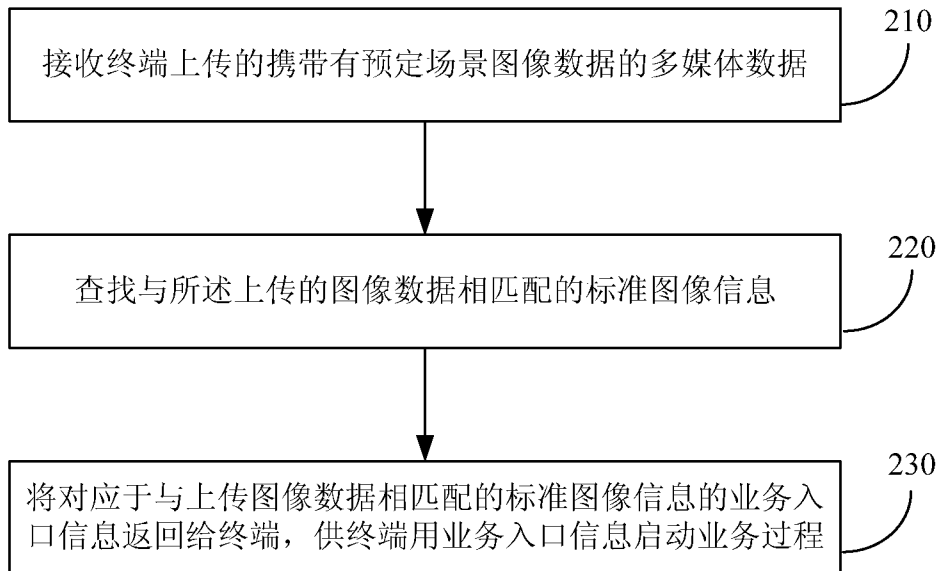 210
接收终端上传的携带有预定场景图像数据的多媒体数据
220
查找与所述上传的图像数据相匹配的标准图像信息
230
将对应于与上传图像数据相匹配的标准图像信息的业务入
口信息返回给终端，供终端用业务入口信息启动业务过程